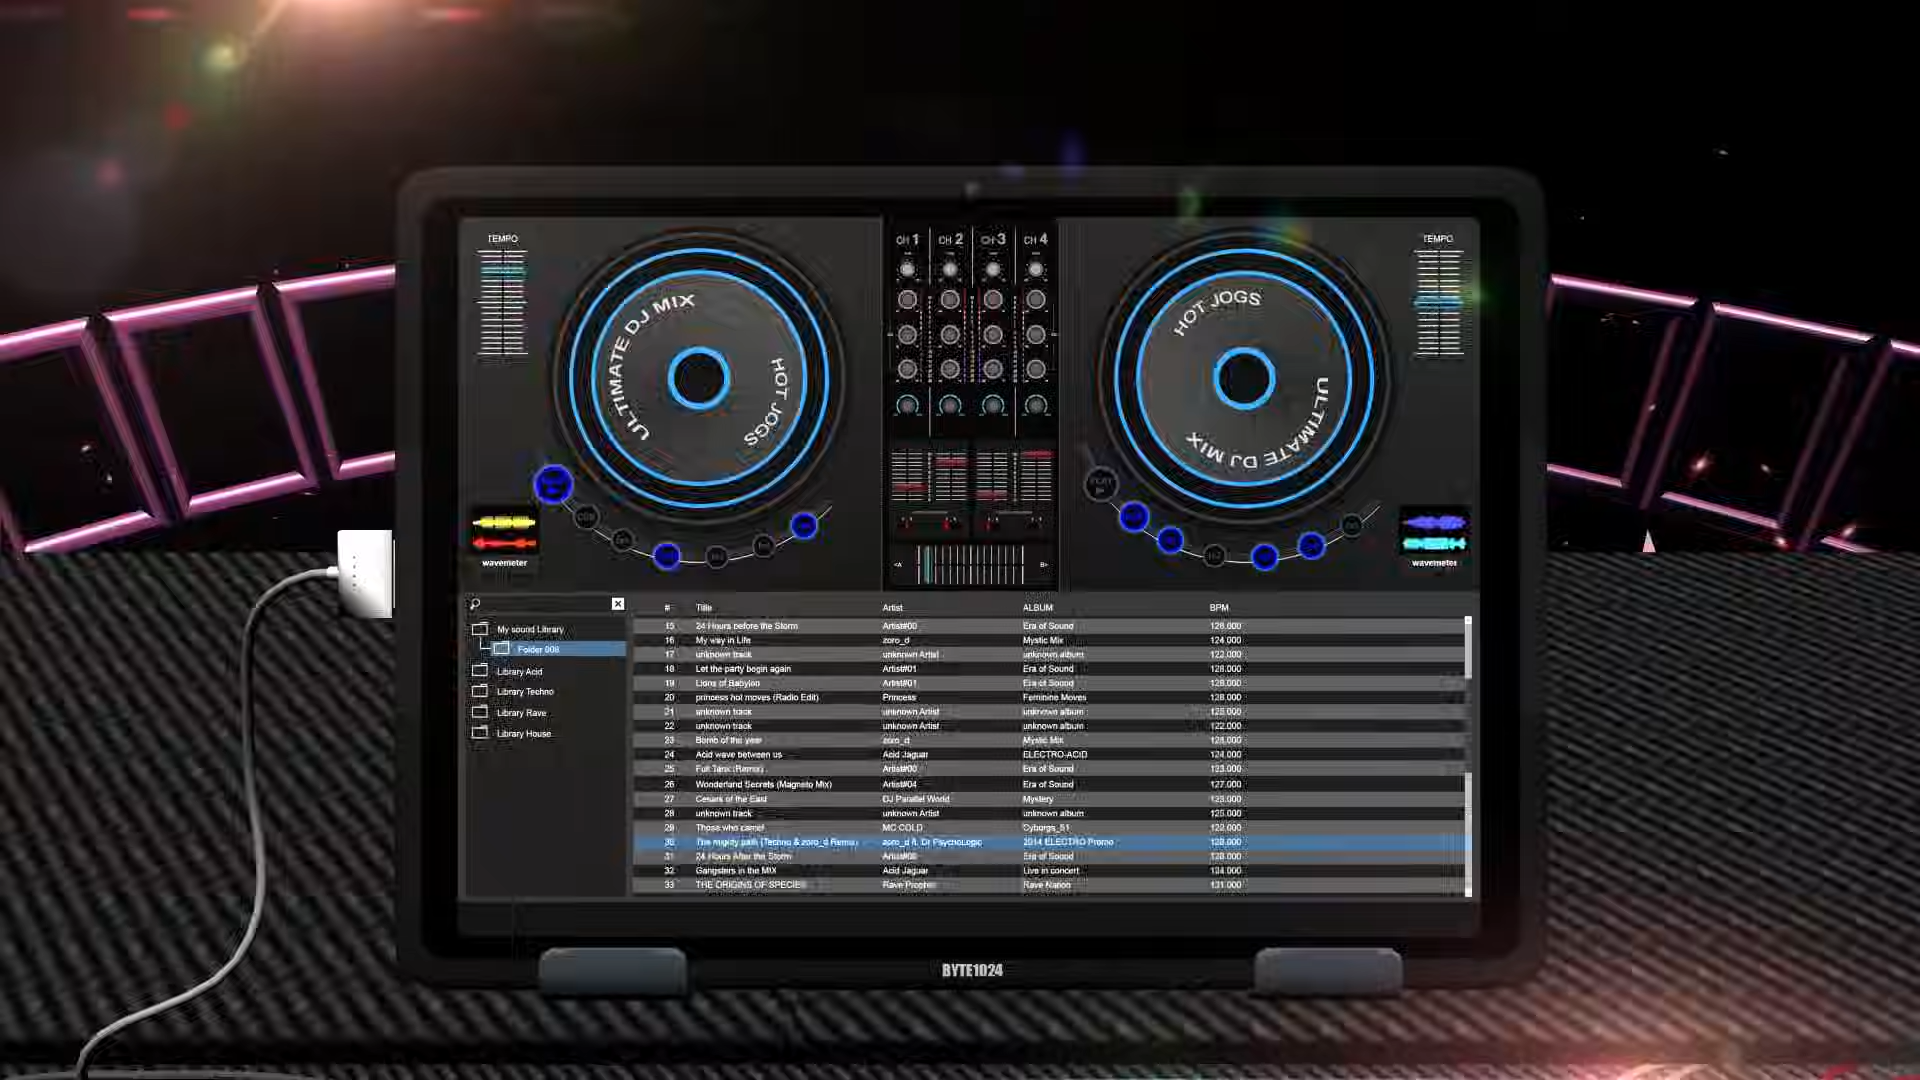 TEMPO
CH 1 CH 2 CH 3 CH 4
TEMPO
ULTIMATE DJ MIX
HOT JOGS
HOT JOGS
ULTIMATE DJ MIX
PLAY
wavemeter
<A
B>
wavemeter
# Title Artist ALBUM BPM
My sound Library
Folder 008
Library Acid
Library Techno
Library Rave
Library House
15 24 Hours before the Storm Artist#00 Era of Sound 126.000
16 My way in Life zoro_d Mystic Mix 124.000
17 unknown track unknown Artist unknown album 122.000
18 Let the party begin again Artist#01 Era of Sound 128.000
19 Lions of Babylon Artist#01 Era of Sound 128.000
20 princess hot moves (Radio Edit) Princess Feminine Moves 128.000
21 unknown track unknown Artist unknown album 125.000
22 unknown track unknown Artist unknown album 122.000
23 Bomb of the year zoro_d Mystic Mix
24 Acid wave between us Acid Jaguar ELECTRO-ACID 124.000
25 Full Tank (Remix) Artist#00 Era of Sound 123.000
26 Wonderland Secrets (Magneto Mix) Artist#04 Era of Sound 127.000
27 Cesars of the East DJ Parallel World Mystery
28 unknown track unknown Artist unknown album 125.000
29 Those who came! MC COLD Cyborgs_51 122.000
30 The mighty path (Techno & zoro_d Remix) zoro_d ft. Dr PsychoLogic 2014 ELECTRO Promo 128.000
31 24 Hours After the Storm Artist#00 Era of Sound 128.000
32 Gangsters in the MIX Acid Jaguar Live in concert 124.000
33 THE ORIGINS OF SPECIES Rave Prophet Rave Nation 131.000
BYTE1024